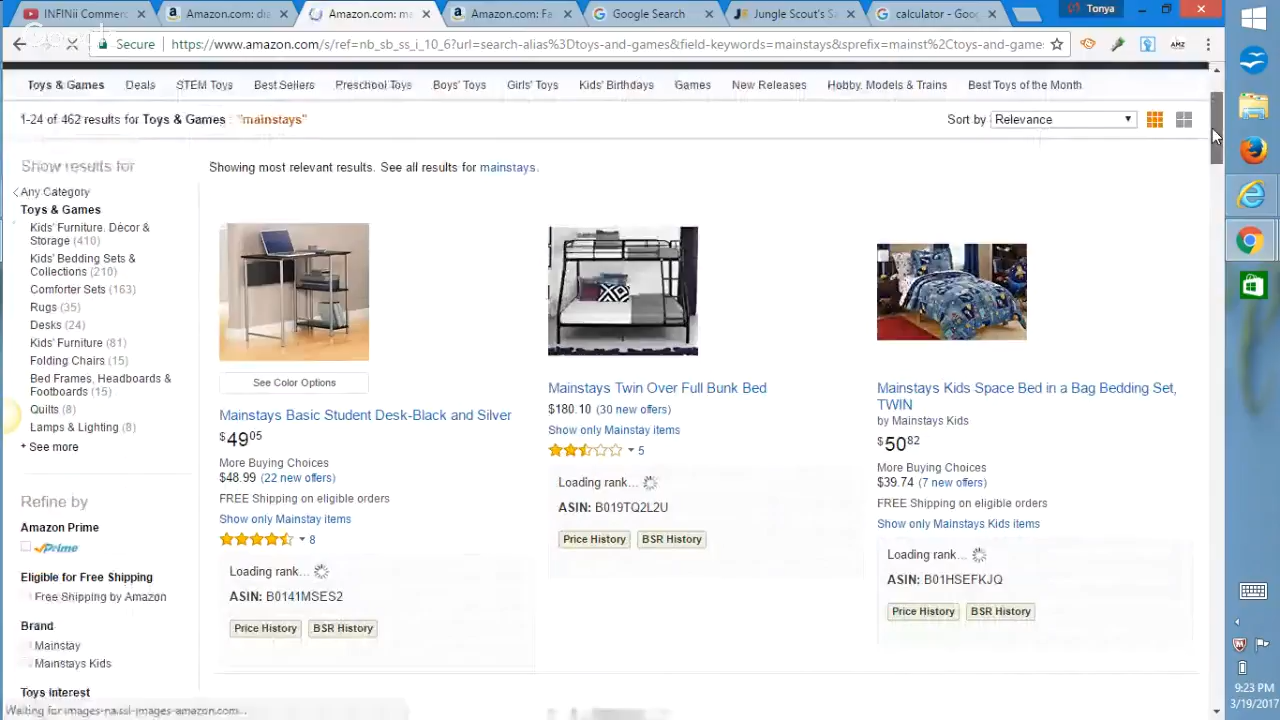 INFINii Commerc
Amazon.com: dia
Amazon.com: ma
Amazon.com: Fa
Google Search
Jungle Scout's Sa
calculator - Goo
Tonya
Secure
https://www.amazon.com/s/ref=nb_sb_ss_i_10_6?url=search-alias%3Dtoys-and-games&field-keywords=mainstays&sprefix=mainst%2Ctoys-and-game
AMZ
Toys & Games
Deals
STEM Toys
Best Sellers
Preschool Toys
Boys' Toys
Girls' Toys
Kids' Birthdays
Games
New Releases
Hobby, Models & Trains
Best Toys of the Month
1-24 of 462 results for Toys & Games : "mainstays"
Sort by Relevance
Show results for
Any Category
Toys & Games
Kids' Furniture, Décor &
Storage (410)
Kids' Bedding Sets &
Collections (210)
Comforter Sets (163)
Rugs (35)
Desks (24)
Kids' Furniture (81)
Folding Chairs (15)
Bed Frames, Headboards &
Footboards (15)
Quilts (8)
Lamps & Lighting (8)
+ See more
Refine by
Amazon Prime
Prime
Eligible for Free Shipping
Free Shipping by Amazon
Brand
Mainstay
Mainstays Kids
Toys Interest
Showing most relevant results. See all results for mainstays.
See Color Options
Mainstays Basic Student Desk-Black and Silver
$49 05
More Buying Choices
$48.99 (22 new offers)
FREE Shipping on eligible orders
Show only Mainstay items
8
Loading rank...
ASIN: B0141MSES2
Price History
BSR History
Mainstays Twin Over Full Bunk Bed
$180.10 (30 new offers)
Show only Mainstay items
5
Loading rank...
ASIN: B019TQ2L2U
Price History
BSR History
Mainstays Kids Space Bed in a Bag Bedding Set,
TWIN
by Mainstays Kids
$50 82
More Buying Choices
$39.74 (7 new offers)
FREE Shipping on eligible orders
Show only Mainstays Kids items
Loading rank...
ASIN: B01HSEFKJQ
Price History
BSR History
Waiting for images-na.ssl-images-amazon.com...
9:23 PM
3/19/2017